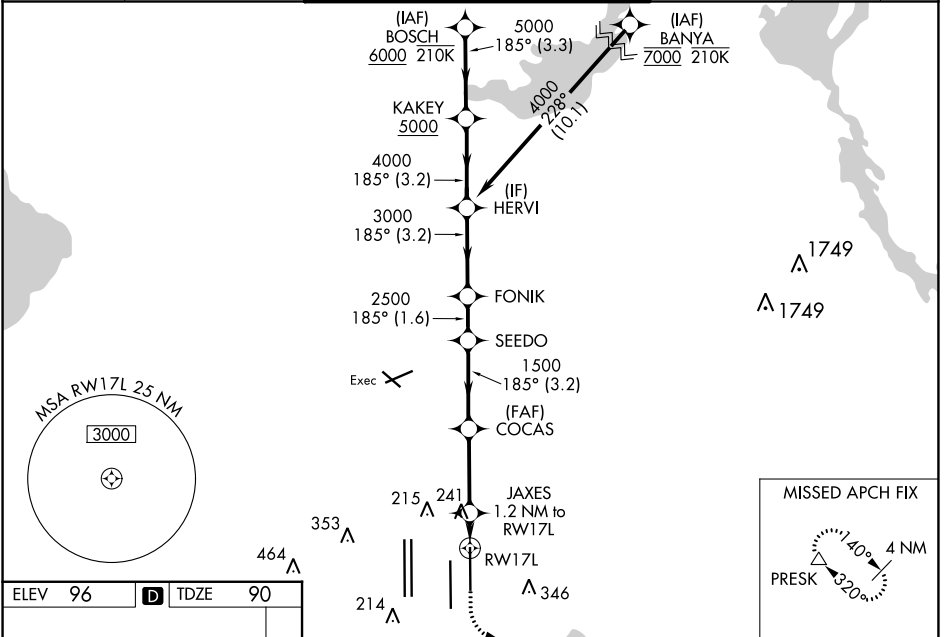 (IAF)
BOSCH
6000 210K
5000
185° (3.3)
(IAF)
BANYA
7000 210K
4000
228°
(10.1)
KAKEY
5000
4000
185° (3.2)
(IF)
HERVI
3000
185° (3.2)
1749
1749
FONIK
2500
185° (1.6)
SEEDO
1500
185° (3.2)
Exec
(FAF)
COCAS
MSA RW17L 25 NM
3000
JAXES
1.2 NM to
RW17L
215
241
353
464
RW17L
346
214
MISSED APCH FIX
140°
4 NM
PRESK
320°
ELEV 96 D TDZE 90